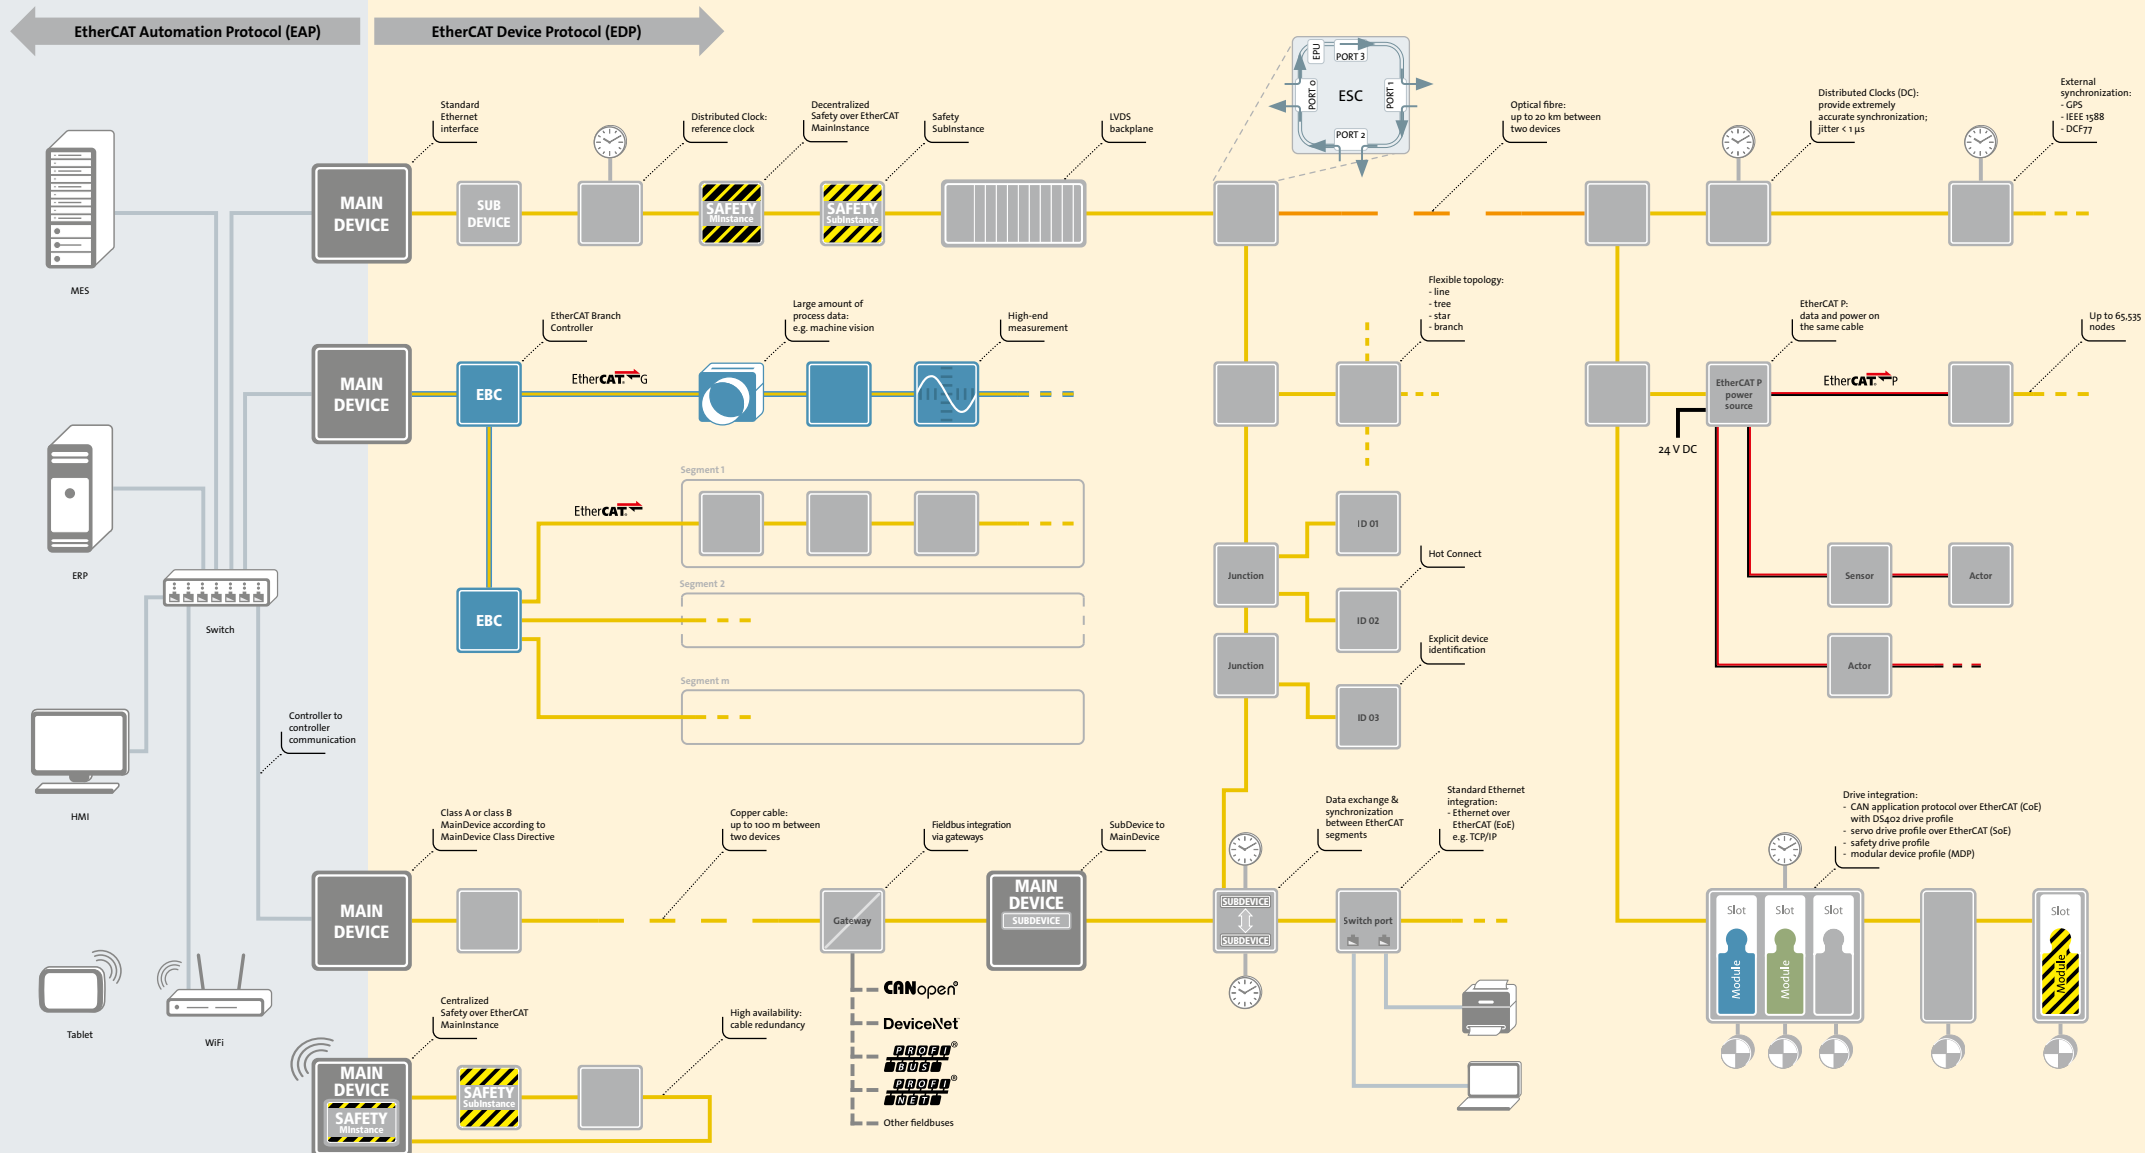 EtherCAT Automation Protocol (EAP)
EtherCAT Device Protocol (EDP)
EPU
PORT 3
PORT 0
ESC
PORT 1
PORT 2
Standard
Ethernet
interface
Distributed Clock:
reference clock
Decentralized
Safety over EtherCAT
MainInstance
Safety
SubInstance
LVDS
backplane
Optical fibre:
up to 20 km between
two devices
Distributed Clocks (DC):
provide extremely
accurate synchronization;
jitter < 1 µs
External
synchronization:
- GPS
- IEEE 1588
- DCF77
MES
MAIN
DEVICE
SUB
DEVICE
SAFETY
MInstance
SAFETY
SubInstance
EtherCAT Branch
Controller
Large amount of
process data:
e.g. machine vision
High-end
measurement
Flexible topology:
- line
- tree
- star
- branch
EtherCAT P:
data and power on
the same cable
Up to 65,535
nodes
MAIN
DEVICE
EBC
EtherCAT G
EtherCAT P
power
source
EtherCAT P
24 V DC
Segment 1
EtherCAT
ID 01
Hot Connect
Junction
Sensor
Actor
ERP
Segment 2
Switch
EBC
ID 02
Explicit device
identification
Junction
Actor
Segment m
ID 03
Controller to
controller
communication
HMI
Class A or class B
MainDevice according to
MainDevice Class Directive
Copper cable:
up to 100 m between
two devices
Fieldbus integration
via gateways
SubDevice to
MainDevice
Data exchange &
synchronization
between EtherCAT
segments
Standard Ethernet
integration:
- Ethernet over
EtherCAT (EoE)
e.g. TCP/IP
Drive integration:
- CAN application protocol over EtherCAT (CoE)
with DS402 drive profile
- servo drive profile over EtherCAT (SoE)
- safety drive profile
- modular device profile (MDP)
MAIN
DEVICE
Gateway
MAIN
DEVICE
SUBDEVICE
SUBDEVICE
SUBDEVICE
Switch port
Slot
Slot
Slot
Slot
Module
Module
Module
Tablet
WiFi
CANopen®
DeviceNet
PROFI®
BUS
PROFI®
NET
Other fieldbuses
Centralized
Safety over EtherCAT
MainInstance
High availability:
cable redundancy
MAIN
DEVICE
SAFETY
MInstance
SAFETY
SubInstance